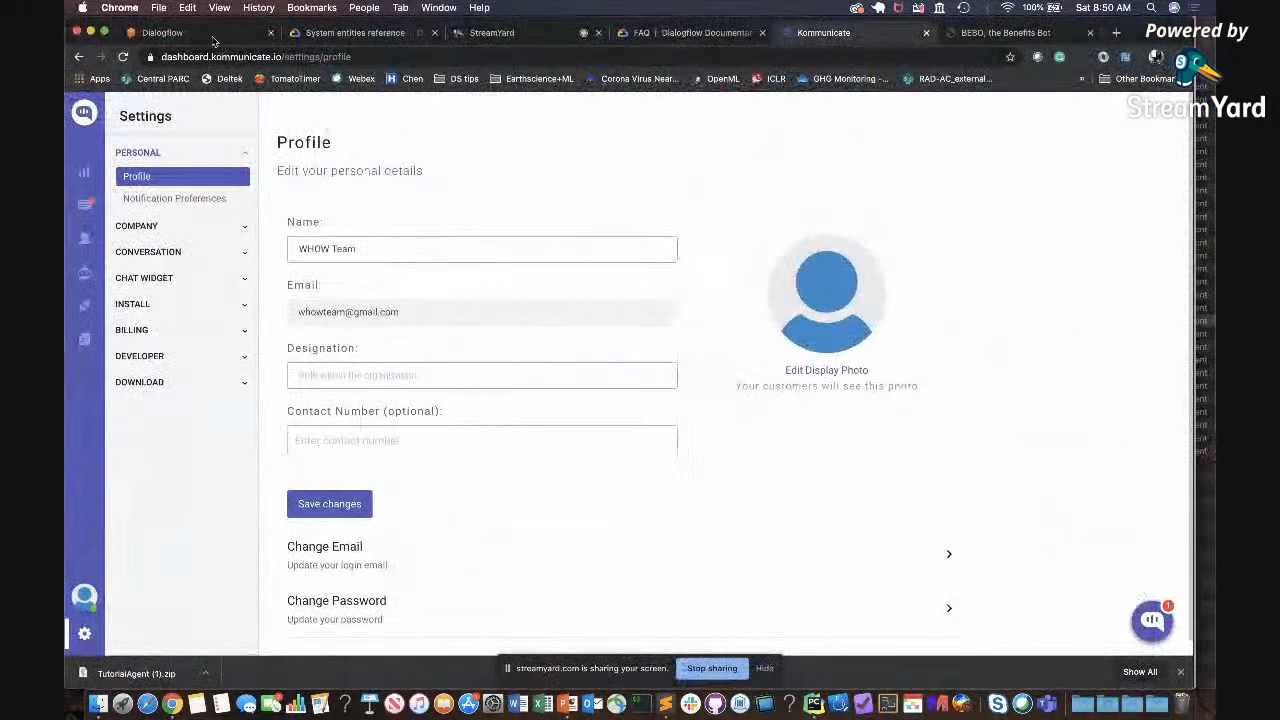 Chrome File Edit View History Bookmarks People Tab Window Help 100% Sat 8:50 AM
Dialogflow System entities reference StreamYard FAQ | Dialogflow Documenta Kommunicate BEBO, the Benefits Bot
Powered by
StreamYard
dashboard.kommunicate.io/settings/profile
Apps Central PARC Deltek TomatoTimer Webex Chen DS tips Earthscience+ML Corona Virus Near... OpenML ICLR GHG Monitoring -... RAD-AC_external... » Other Bookmar
Settings
PERSONAL
Profile
Notification Preferences
COMPANY
CONVERSATION
CHAT WIDGET
INSTALL
BILLING
DEVELOPER
DOWNLOAD
Profile
Edit your personal details
Name:
WHOW Team
Email:
whowteam@gmail.com
Designation:
Role within the organization
Contact Number (optional):
Enter contact number
Edit Display Photo
Your customers will see this photo
Save changes
Change Email
Update your login email
Change Password
Update your password
1
TutorialAgent (1).zip
streamyard.com is sharing your screen. Stop sharing Hide
Show All